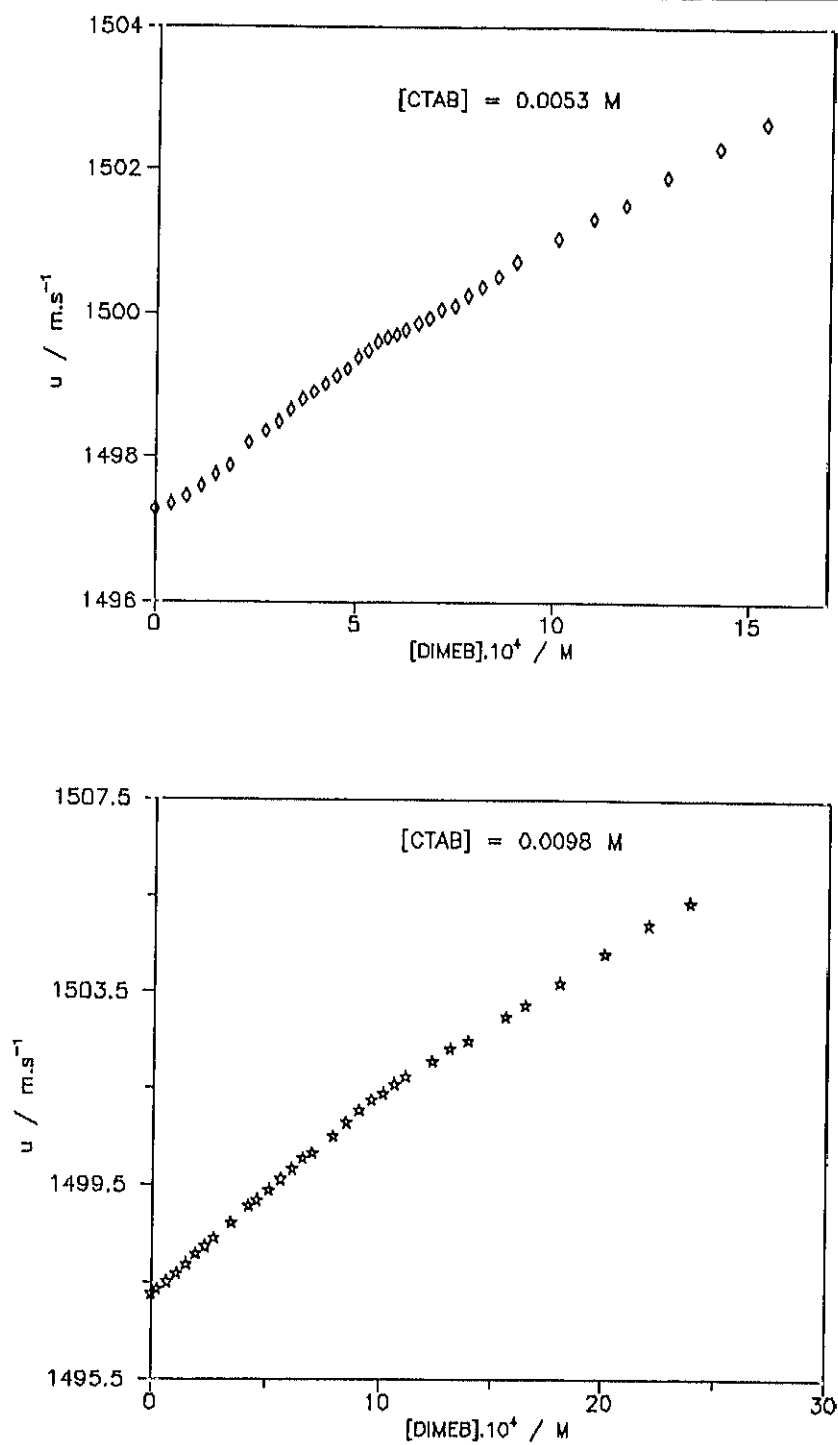 1504
[CTAB] = 0.0053 M
1502
1500
1498
1496
u / m.s⁻¹
0 5 10 15
[DIMEB].10⁴ / M
1507.5
[CTAB] = 0.0098 M
1503.5
1499.5
1495.5
u / m.s⁻¹
0 10 20 30
[DIMEB].10⁴ / M